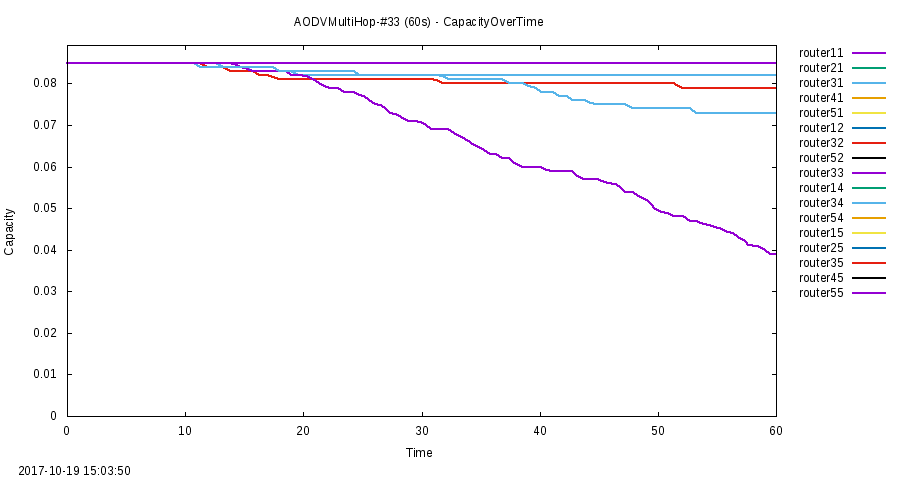 AODVMultiHop-#33 (60s) - CapacityOverTime
router11
router21
router31
router41
router51
router12
router32
router52
router33
router14
router34
router54
router15
router25
router35
router45
router55
0.08
0.07
0.06
0.05
0.04
0.03
0.02
0.01
0
Capacity
0 10 20 30 40 50 60
Time
2017-10-19 15:03:50